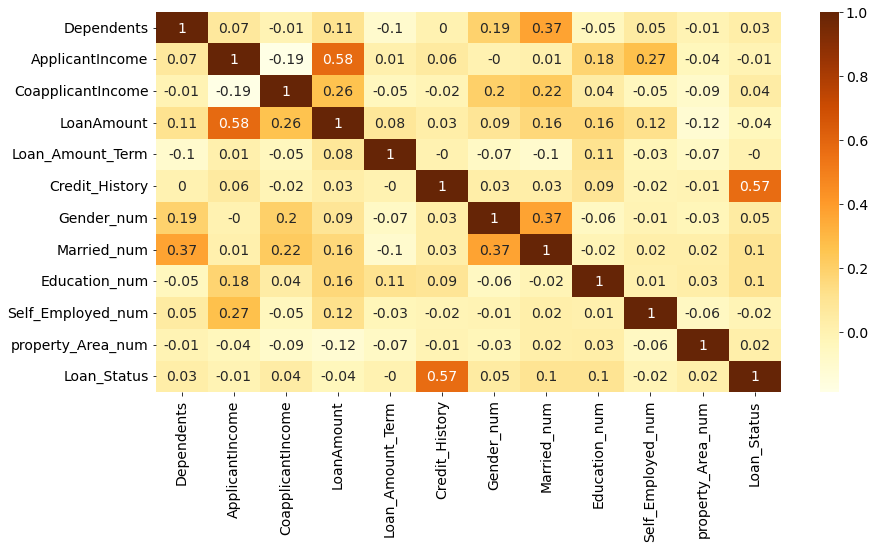 Dependents 1 0.07 -0.01 0.11 -0.1 0 0.19 0.37 -0.05 0.05 -0.01 0.03
ApplicantIncome 0.07 1 -0.19 0.58 0.01 0.06 -0 0.01 0.18 0.27 -0.04 -0.01
CoapplicantIncome -0.01 -0.19 1 0.26 -0.05 -0.02 0.2 0.22 0.04 -0.05 -0.09 0.04
LoanAmount 0.11 0.58 0.26 1 0.08 0.03 0.09 0.16 0.16 0.12 -0.12 -0.04
Loan_Amount_Term -0.1 0.01 -0.05 0.08 1 -0 -0.07 -0.1 0.11 -0.03 -0.07 -0
Credit_History 0 0.06 -0.02 0.03 -0 1 0.03 0.03 0.09 -0.02 -0.01 0.57
Gender_num 0.19 -0 0.2 0.09 -0.07 0.03 1 0.37 -0.06 -0.01 -0.03 0.05
Married_num 0.37 0.01 0.22 0.16 -0.1 0.03 0.37 1 -0.02 0.02 0.02 0.1
Education_num -0.05 0.18 0.04 0.16 0.11 0.09 -0.06 -0.02 1 0.01 0.03 0.1
Self_Employed_num 0.05 0.27 -0.05 0.12 -0.03 -0.02 -0.01 0.02 0.01 1 -0.06 -0.02
property_Area_num -0.01 -0.04 -0.09 -0.12 -0.07 -0.01 -0.03 0.02 0.03 -0.06 1 0.02
Loan_Status 0.03 -0.01 0.04 -0.04 -0 0.57 0.05 0.1 0.1 -0.02 0.02 1
Dependents
ApplicantIncome
CoapplicantIncome
LoanAmount
Loan_Amount_Term
Credit_History
Gender_num
Married_num
Education_num
Self_Employed_num
property_Area_num
Loan_Status
1.0
0.8
0.6
0.4
0.2
0.0